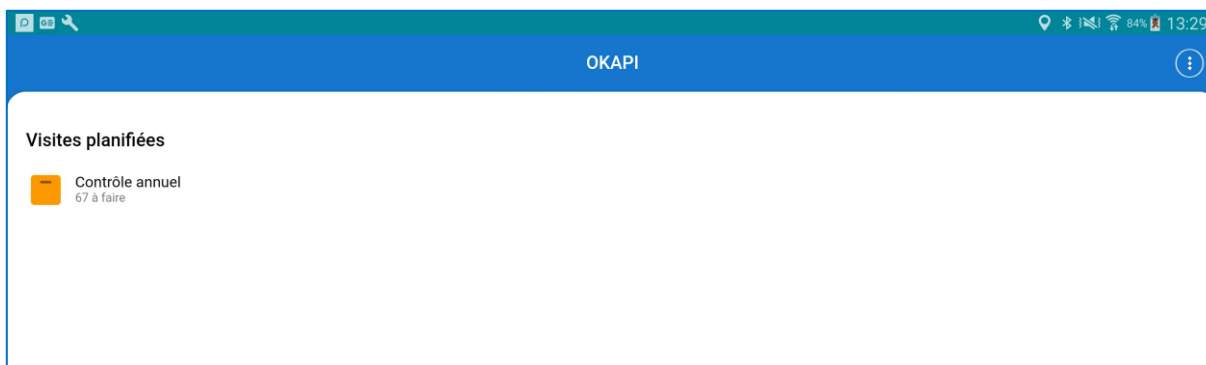 84% 13:29
OKAPI
Visites planifiées
Contrôle annuel
67 à faire